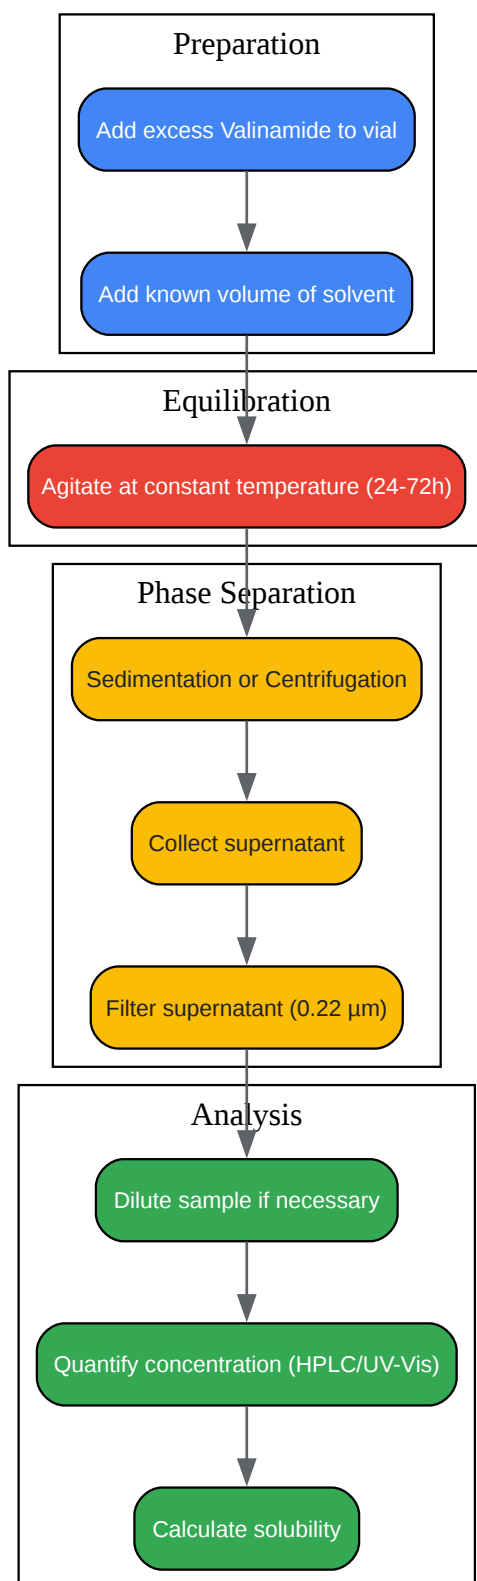 Preparation
Add excess Valinamide to vial
Add known volume of solvent
Equilibration
Agitate at constant temperature (24-72h)
Phase Separation
Sedimentation or Centrifugation
Collect supernatant
Filter supernatant (0.22 µm)
Analysis
Dilute sample if necessary
Quantify concentration (HPLC/UV-Vis)
Calculate solubility